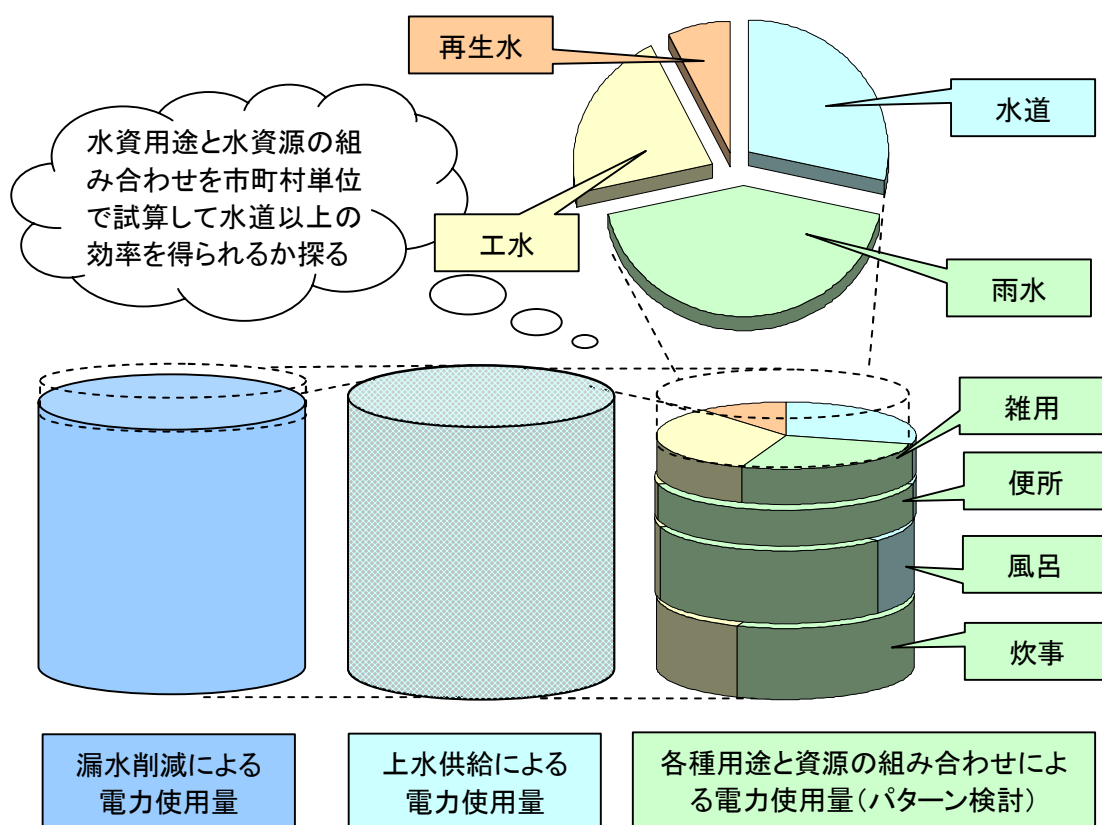 再生水
水道
水資用途と水資源の組
み合わせを市町村単位
で試算して水道以上の
効率を得られるか探る
工水
雨水
雑用
便所
風呂
炊事
漏水削減による
電力使用量
上水供給による
電力使用量
各種用途と資源の組み合わせによ
る電力使用量(パターン検討)